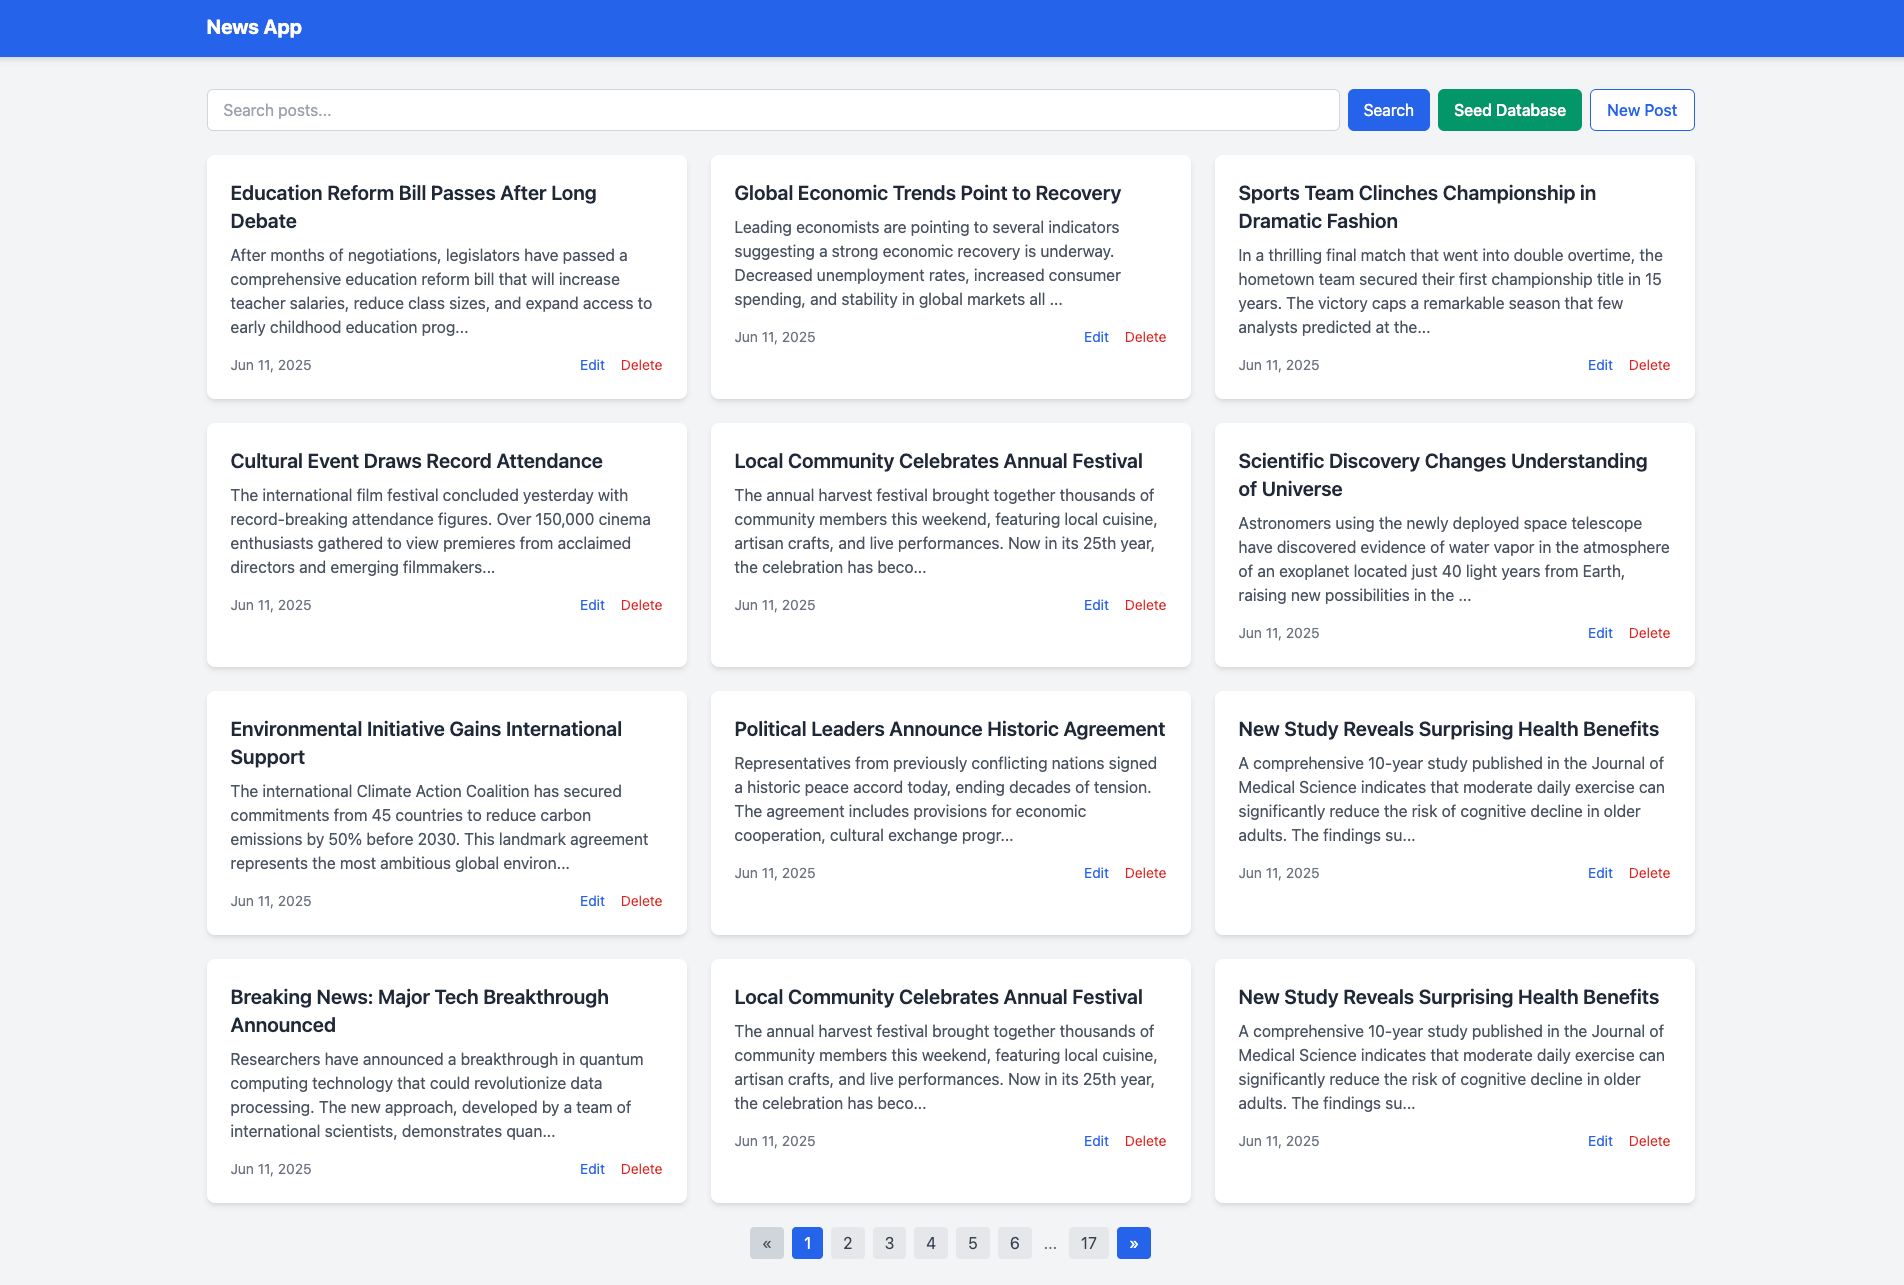 News App
Search posts...
Search
Seed Database
New Post
Education Reform Bill Passes After Long
Debate
After months of negotiations, legislators have passed a
comprehensive education reform bill that will increase
teacher salaries, reduce class sizes, and expand access to
early childhood education prog...
Jun 11, 2025
Edit
Delete
Global Economic Trends Point to Recovery
Leading economists are pointing to several indicators
suggesting a strong economic recovery is underway.
Decreased unemployment rates, increased consumer
spending, and stability in global markets all ...
Jun 11, 2025
Edit
Delete
Sports Team Clinches Championship in
Dramatic Fashion
In a thrilling final match that went into double overtime, the
hometown team secured their first championship title in 15
years. The victory caps a remarkable season that few
analysts predicted at the...
Jun 11, 2025
Edit
Delete
Cultural Event Draws Record Attendance
The international film festival concluded yesterday with
record-breaking attendance figures. Over 150,000 cinema
enthusiasts gathered to view premieres from acclaimed
directors and emerging filmmakers...
Jun 11, 2025
Edit
Delete
Local Community Celebrates Annual Festival
The annual harvest festival brought together thousands of
community members this weekend, featuring local cuisine,
artisan crafts, and live performances. Now in its 25th year,
the celebration has beco...
Jun 11, 2025
Edit
Delete
Scientific Discovery Changes Understanding
of Universe
Astronomers using the newly deployed space telescope
have discovered evidence of water vapor in the atmosphere
of an exoplanet located just 40 light years from Earth,
raising new possibilities in the ...
Jun 11, 2025
Edit
Delete
Environmental Initiative Gains International
Support
The international Climate Action Coalition has secured
commitments from 45 countries to reduce carbon
emissions by 50% before 2030. This landmark agreement
represents the most ambitious global environ...
Jun 11, 2025
Edit
Delete
Political Leaders Announce Historic Agreement
Representatives from previously conflicting nations signed
a historic peace accord today, ending decades of tension.
The agreement includes provisions for economic
cooperation, cultural exchange progr...
Jun 11, 2025
Edit
Delete
New Study Reveals Surprising Health Benefits
A comprehensive 10-year study published in the Journal of
Medical Science indicates that moderate daily exercise can
significantly reduce the risk of cognitive decline in older
adults. The findings su...
Jun 11, 2025
Edit
Delete
Breaking News: Major Tech Breakthrough
Announced
Researchers have announced a breakthrough in quantum
computing technology that could revolutionize data
processing. The new approach, developed by a team of
international scientists, demonstrates quan...
Jun 11, 2025
Edit
Delete
Local Community Celebrates Annual Festival
The annual harvest festival brought together thousands of
community members this weekend, featuring local cuisine,
artisan crafts, and live performances. Now in its 25th year,
the celebration has beco...
Jun 11, 2025
Edit
Delete
New Study Reveals Surprising Health Benefits
A comprehensive 10-year study published in the Journal of
Medical Science indicates that moderate daily exercise can
significantly reduce the risk of cognitive decline in older
adults. The findings su...
Jun 11, 2025
Edit
Delete
« 1 2 3 4 5 6 ... 17 »